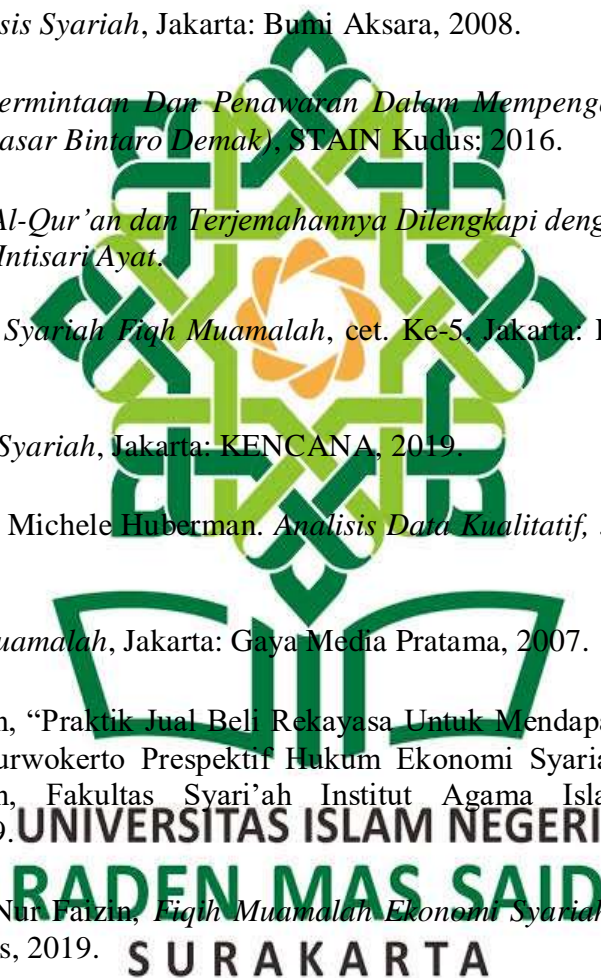 sis Syariah, Jakarta: Bumi Aksara, 2008.
ermintaan Dan Penawaran Dalam Mempeng
asar Bintaro Demak), STAIN Kudus: 2016.
Al-Qur’an dan Terjemahannya Dilengkapi deng
Intisari Ayat.
Syariah Fiqh Muamalah, cet. Ke-5, Jakarta:
Syariah, Jakarta: KENCANA, 2019.
Michele Huberman. Analisis Data Kualitatif,
uamalah, Jakarta: Gaya Media Pratama, 2007.
n, “Praktik Jual Beli Rekayasa Untuk Mendapa
urwokerto Prespektif Hukum Ekonomi Syaria
n, Fakultas Syari’ah Institut Agama Isla
9.
UNIVERSITAS ISLAM NEGERI
RADEN MAS SAID
Nur Faizin, Fiqih Muamalah Ekonomi Syariah
s, 2019.
SURAKARTA